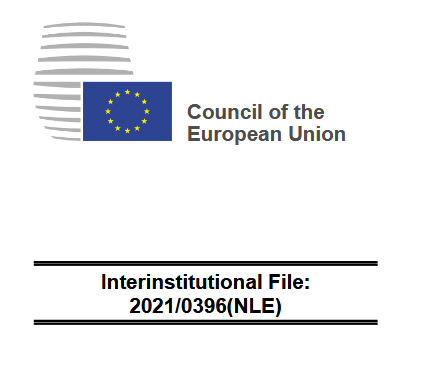 Council of the
European Union
Interinstitutional File:
2021/0396(NLE)